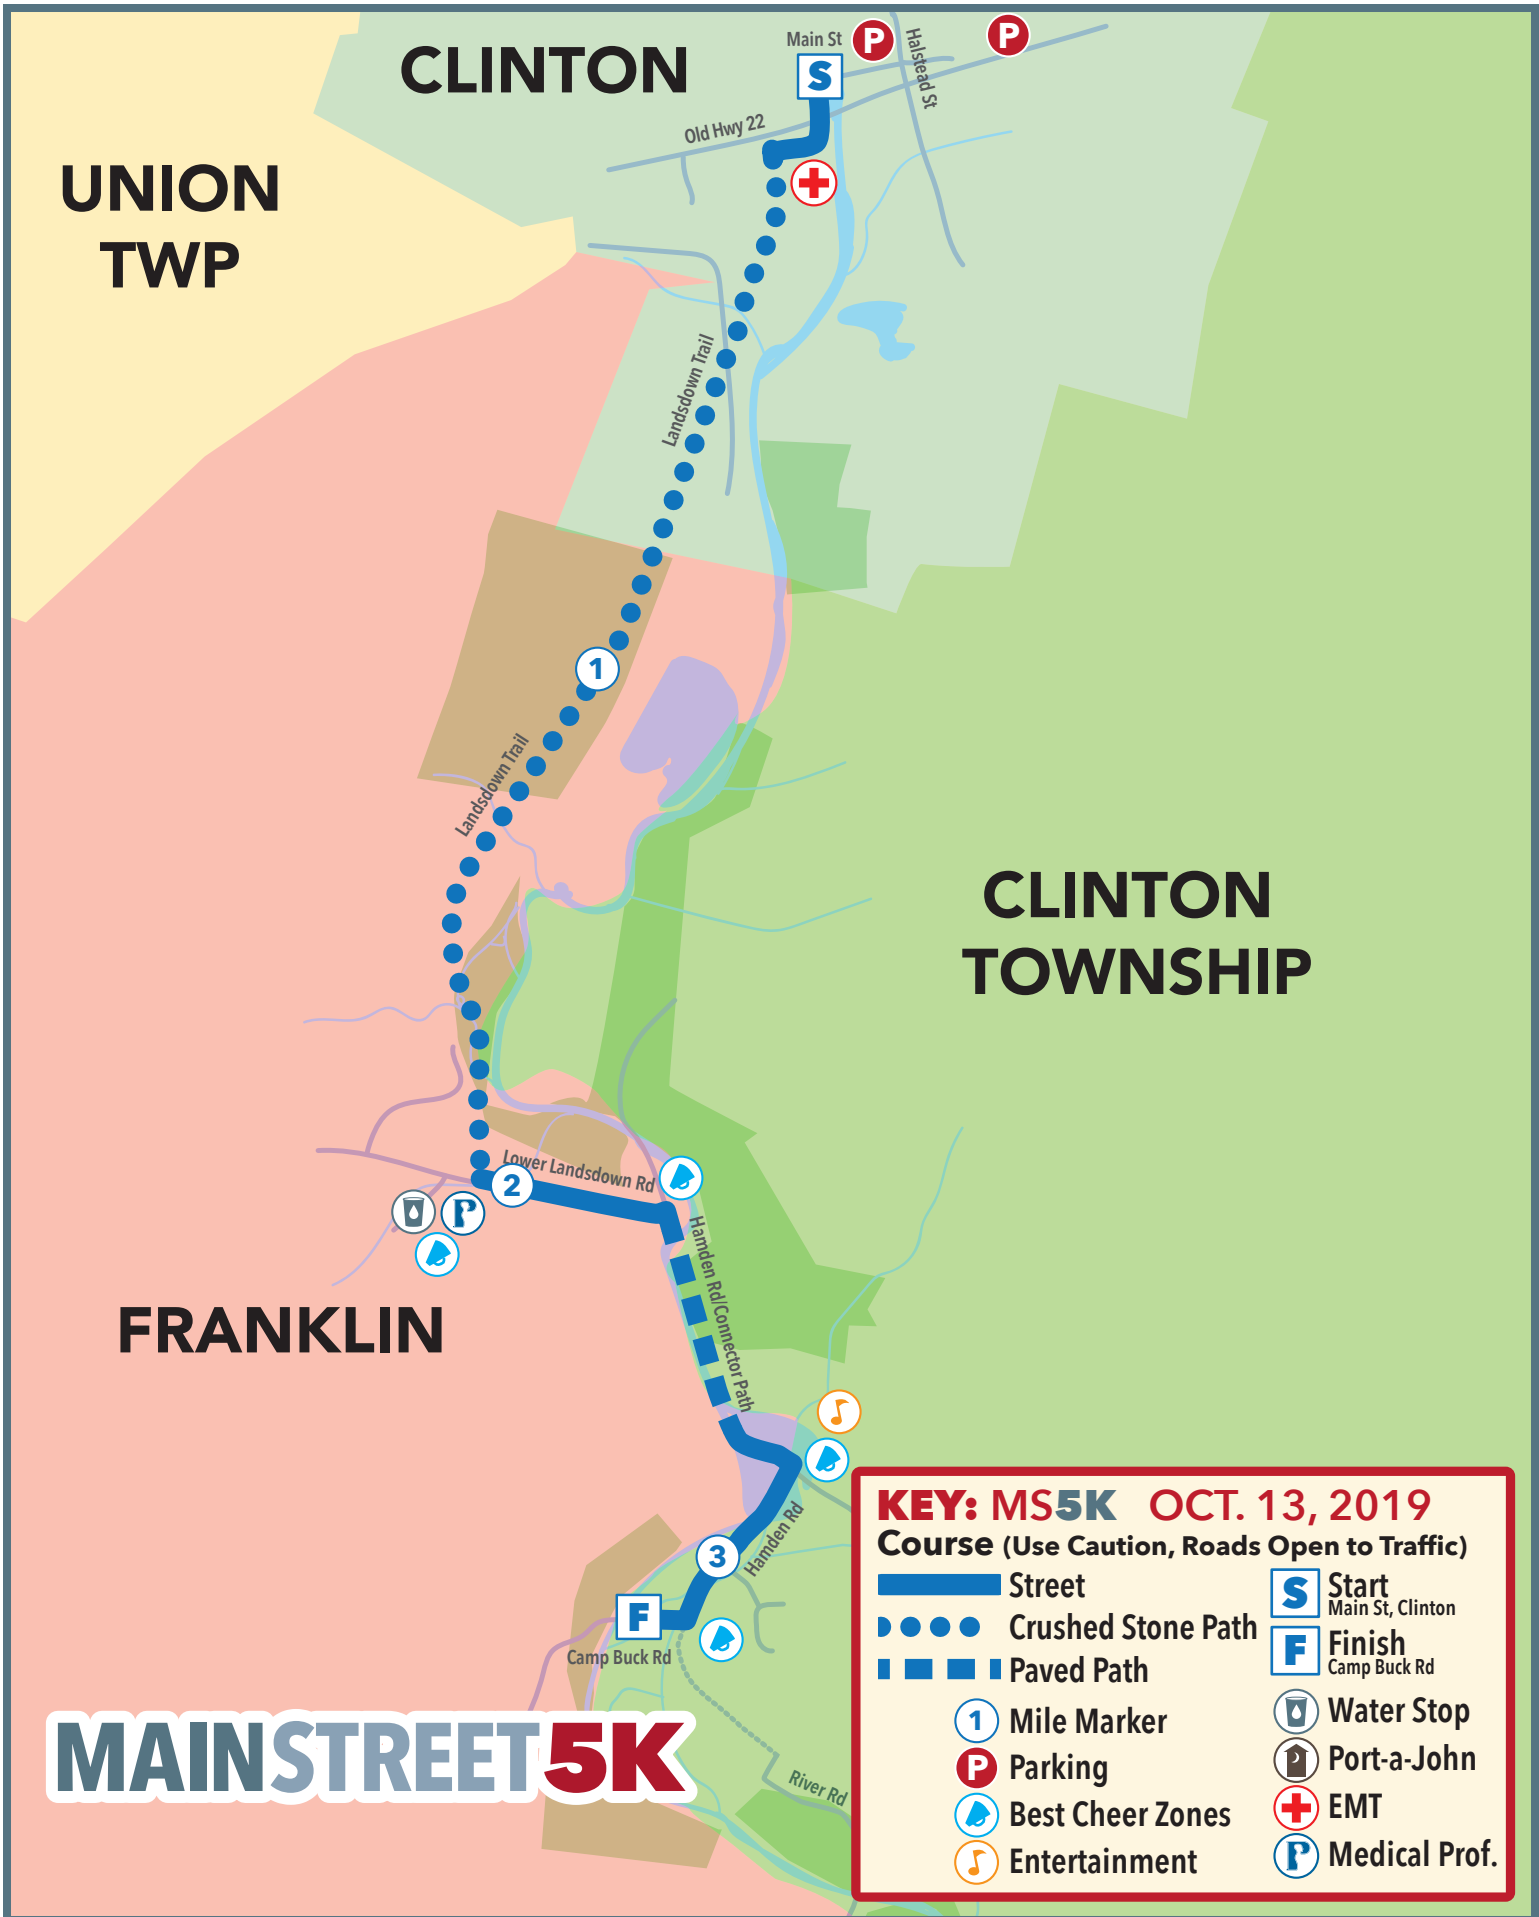 CLINTON
Main St
P
P
S
Halstead St
Old Hwy 22
UNION
TWP
Landsdown Trail
1
Landsdown Trail
CLINTON
TOWNSHIP
Lower Landsdown Rd
2
P
Hamden Rd/Connector Path
FRANKLIN
Hamden Rd
3
F
Camp Buck Rd
River Rd
MAINSTREET5K
KEY: MS5K OCT. 13, 2019
Course (Use Caution, Roads Open to Traffic)
Street
Crushed Stone Path
Paved Path
1 Mile Marker
P Parking
Best Cheer Zones
Entertainment
S Start
Main St, Clinton
F Finish
Camp Buck Rd
Water Stop
Port-a-John
EMT
P Medical Prof.